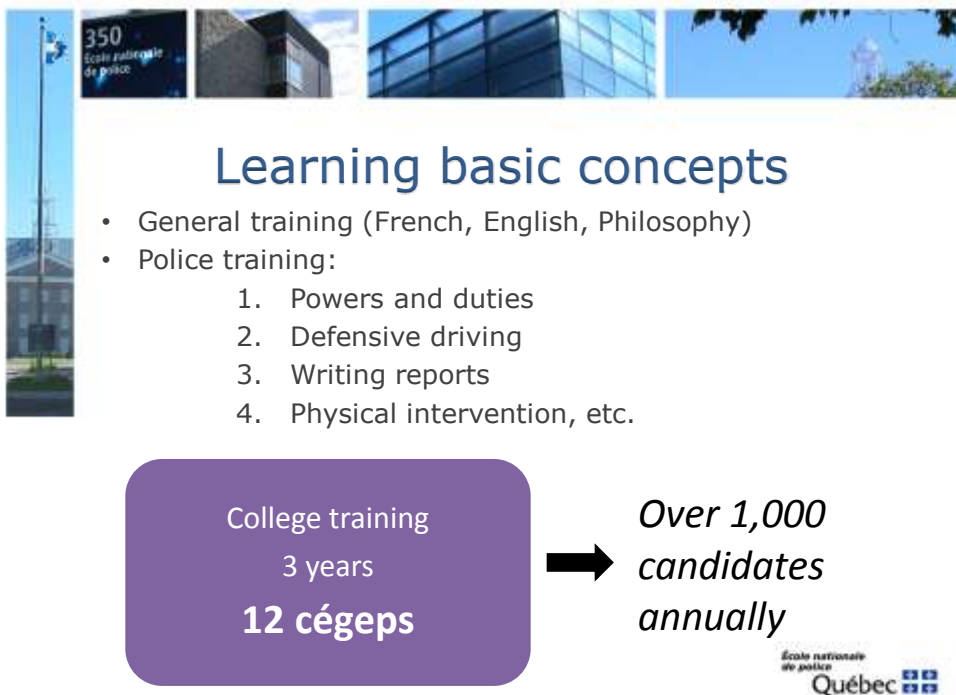 350
École nationale
de police
Learning basic concepts
• General training (French, English, Philosophy)
• Police training:
1. Powers and duties
2. Defensive driving
3. Writing reports
4. Physical intervention, etc.
College training
3 years
12 cégeps
Over 1,000
candidates
annually
École nationale
de police
Québec